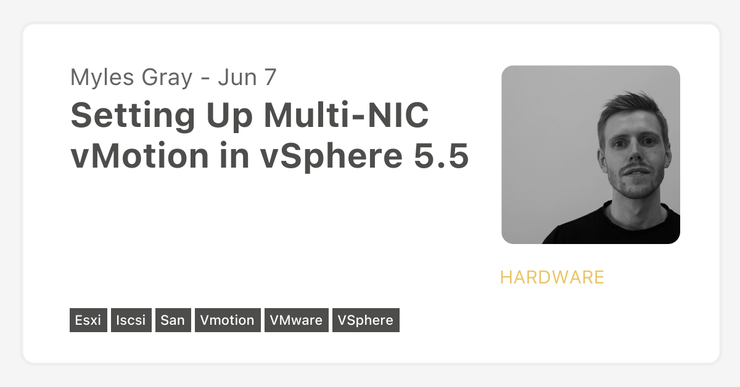 Myles Gray - Jun 7
Setting Up Multi-NIC
vMotion in vSphere 5.5
HARDWARE
Esxi Iscsi San Vmotion VMware VSphere